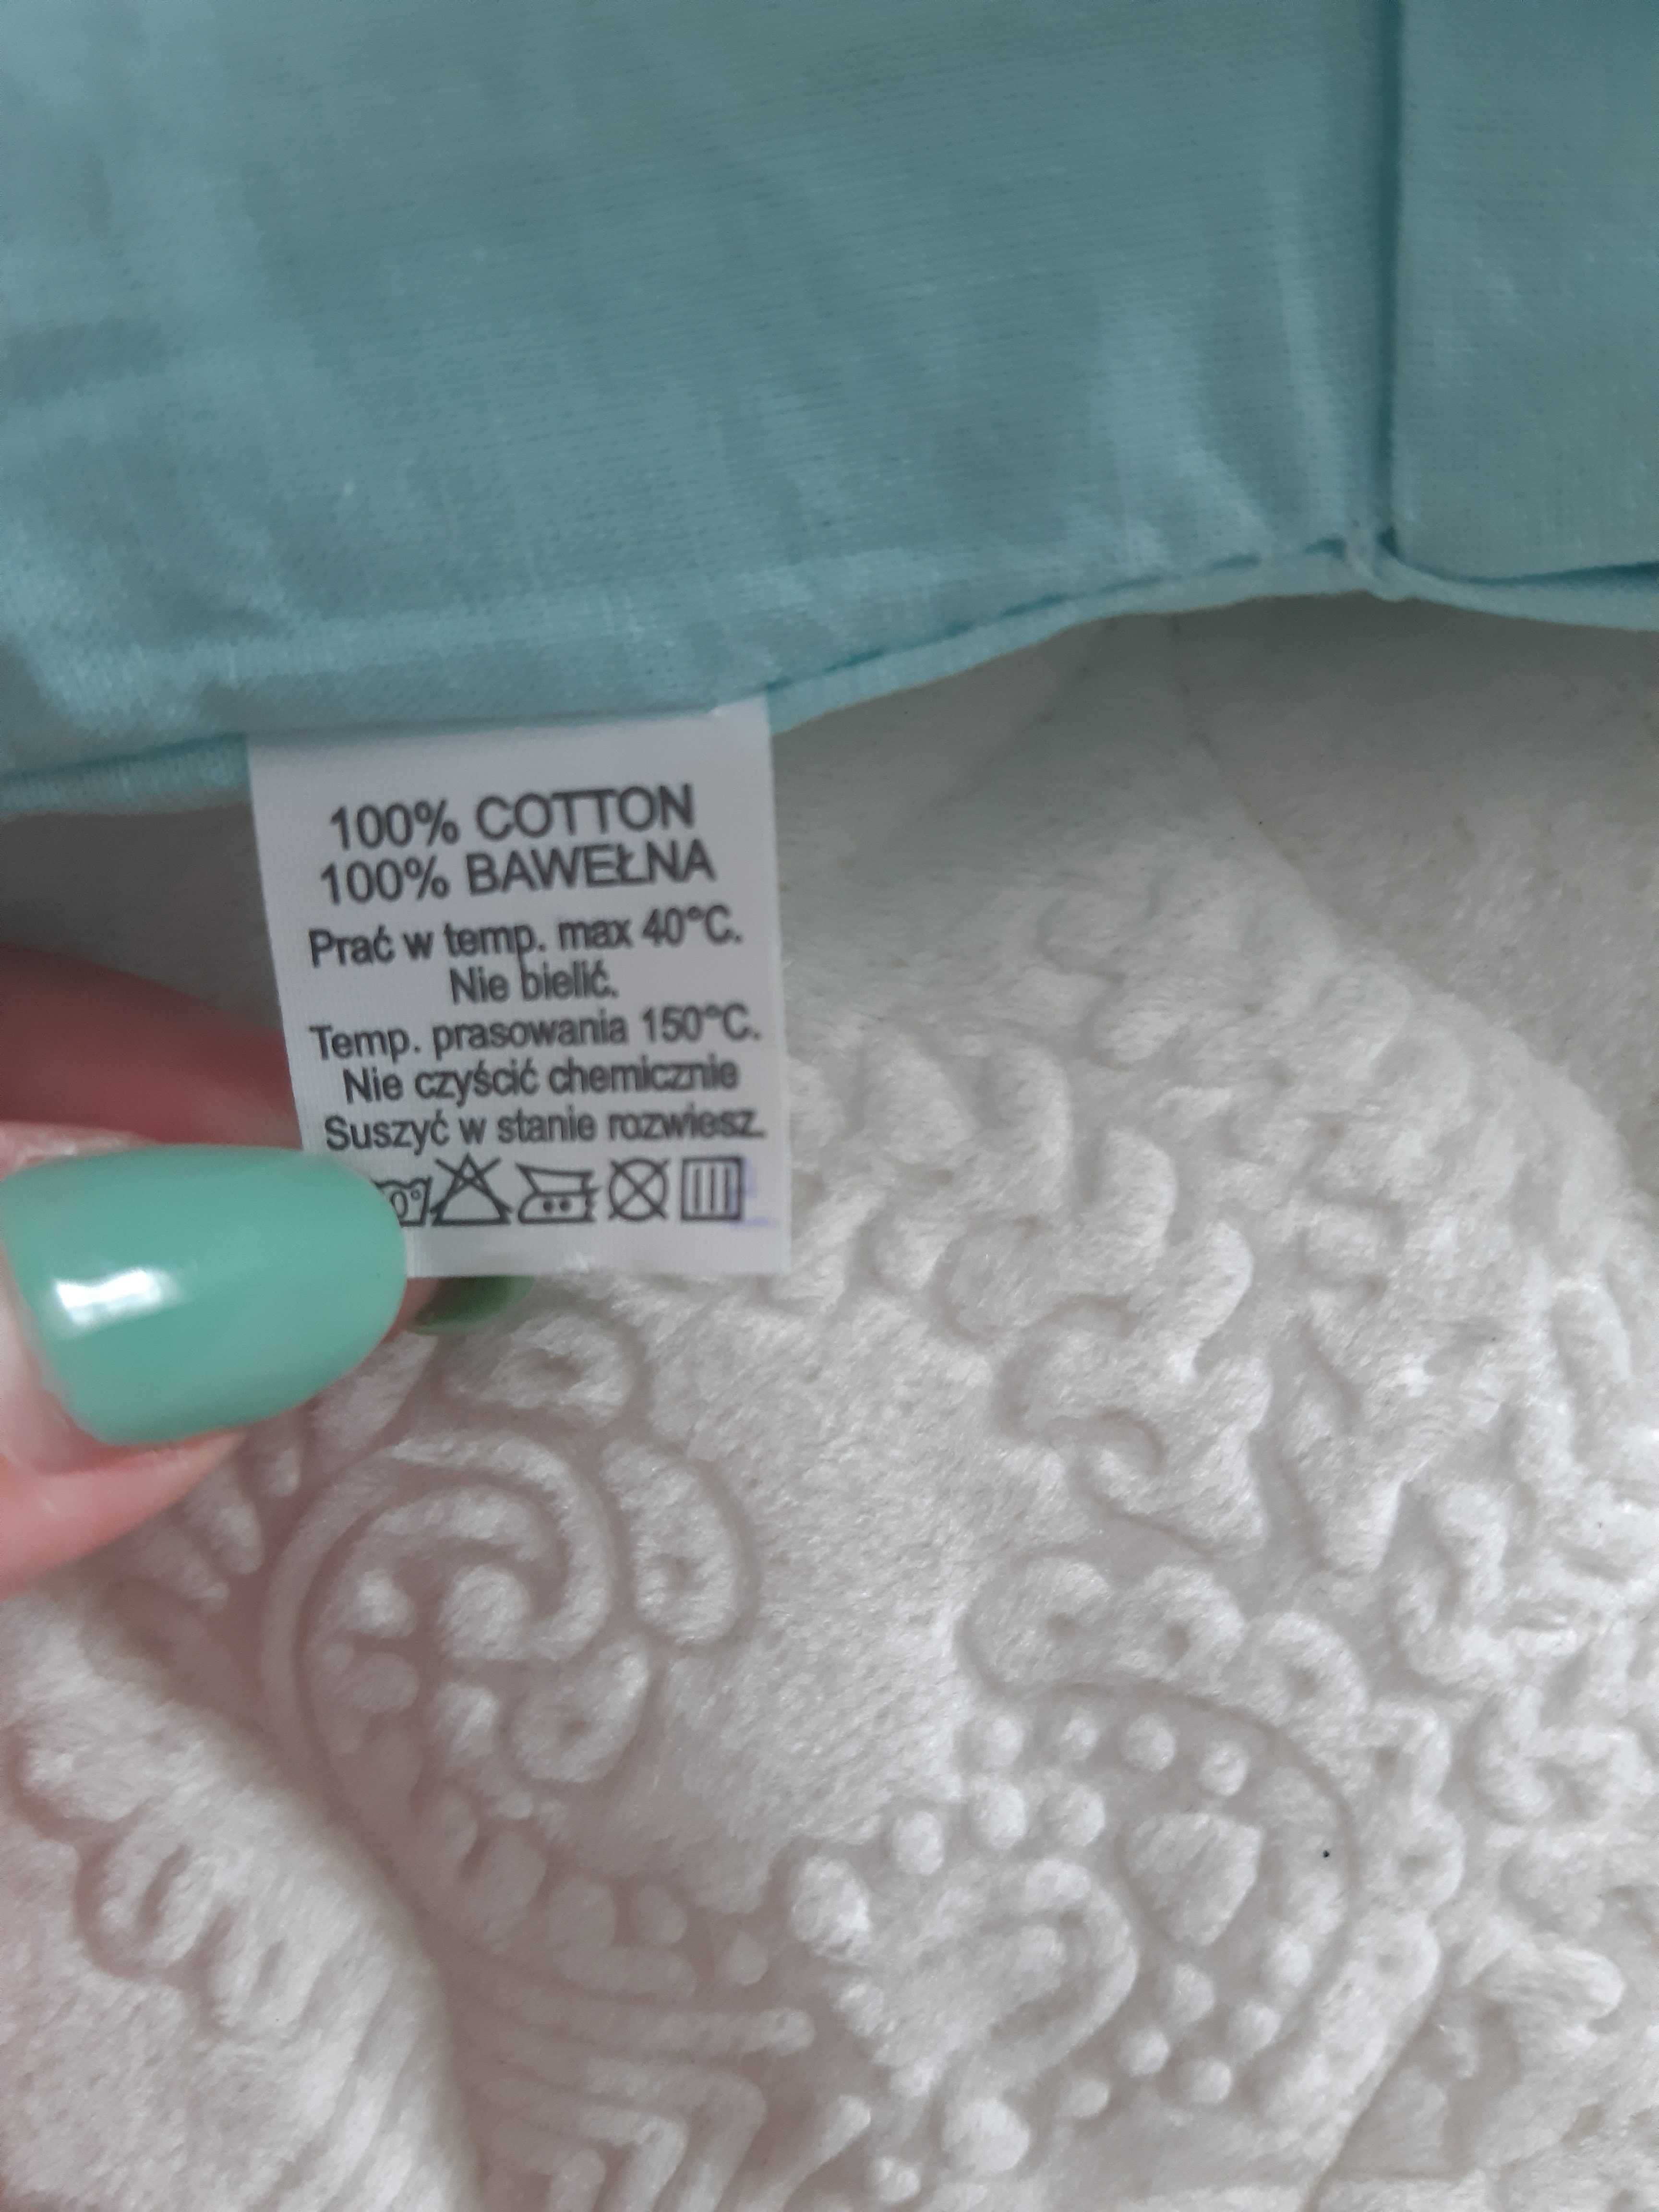 100% COTTON
100% BAWEŁNA
Prać w temp. max 40°C.
Nie bielić.
Temp. prasowania 150°C.
Nie czyścić chemicznie
Suszyć w stanie rozwiesz.